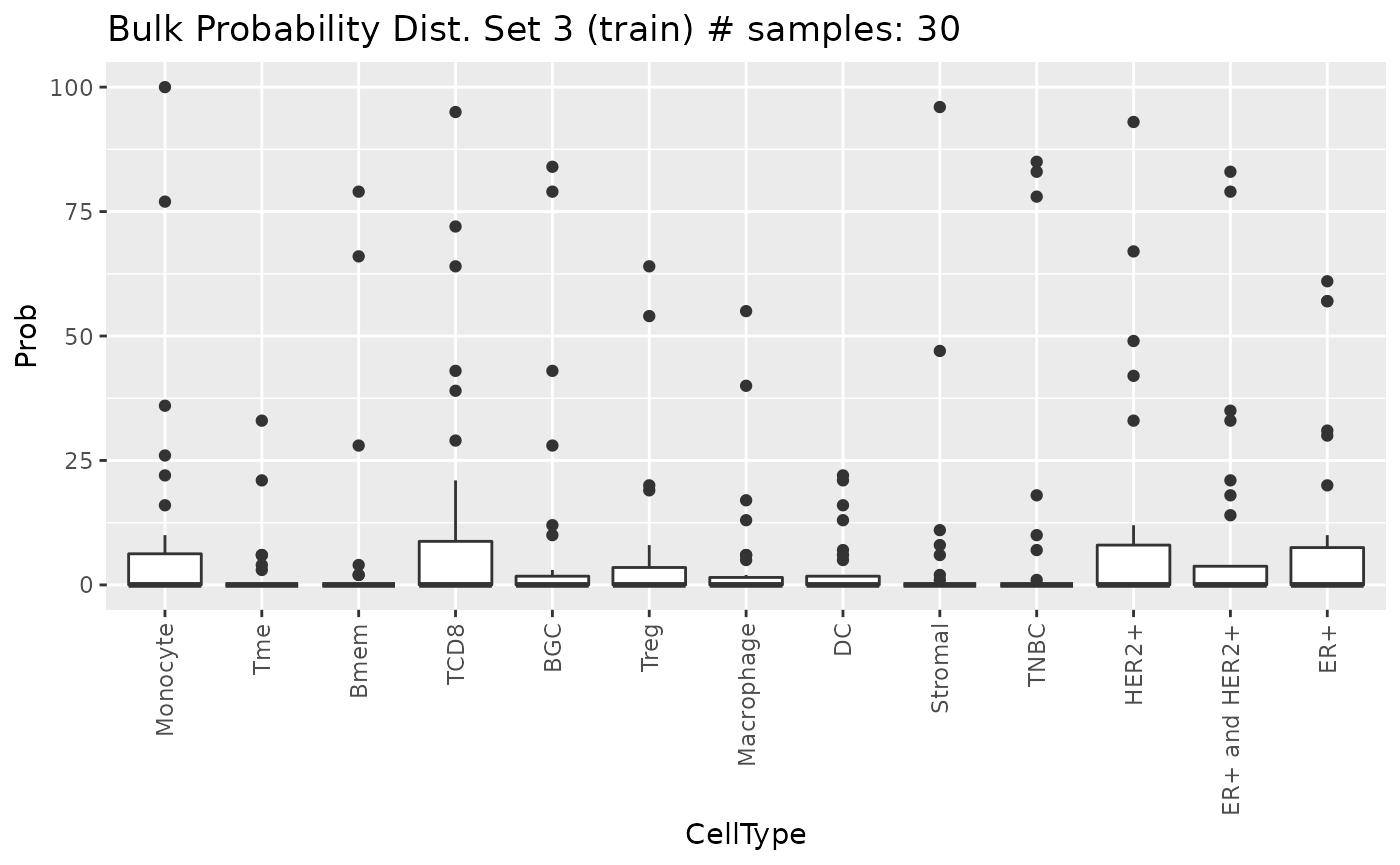 Bulk Probability Dist. Set 3 (train) # samples: 30
Prob
100
75
50
25
0
Monocyte
Tme
Bmem
TCD8
BGC
Treg
Macrophage
DC
Stromal
TNBC
HER2+
ER+ and HER2+
ER+
CellType